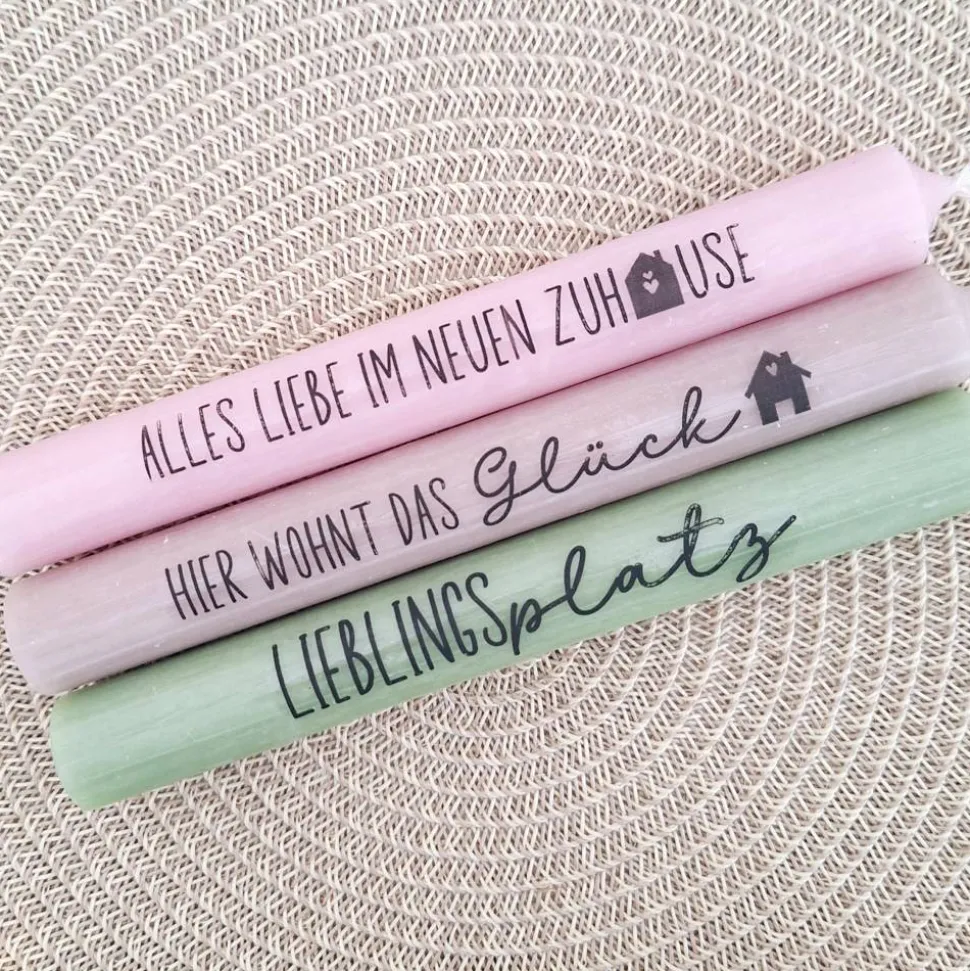 ALLES LIEBE IM NEUEN ZUHAUSE
HIER WOHNT DAS Glück
LIEBLINGSplatz